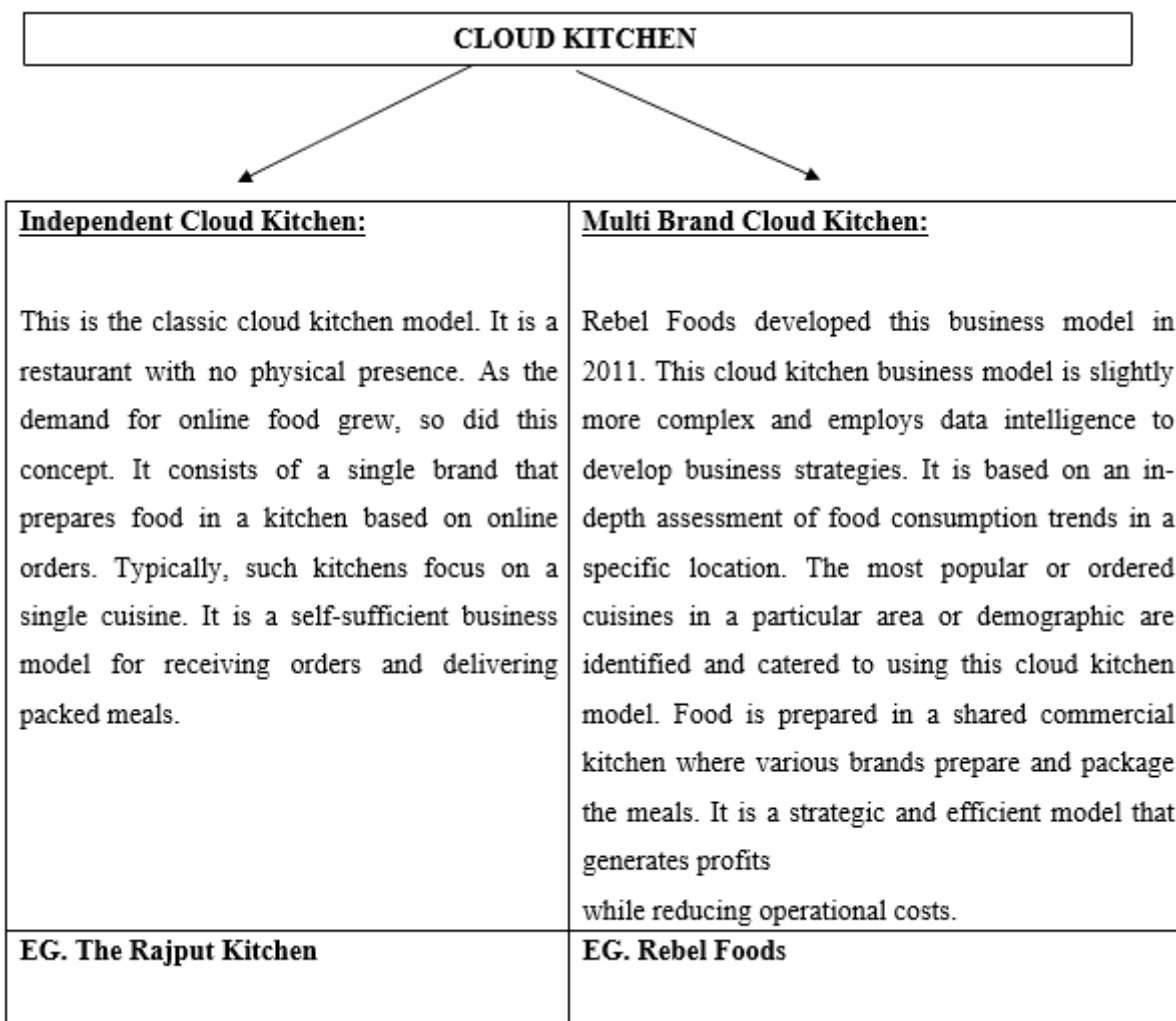 CLOUD KITCHEN
Independent Cloud Kitchen:
This is the classic cloud kitchen model. It is a
restaurant with no physical presence. As the
demand for online food grew, so did this
concept. It consists of a single brand that
prepares food in a kitchen based on online
orders. Typically, such kitchens focus on a
single cuisine. It is a self-sufficient business
model for receiving orders and delivering
packed meals.
EG. The Rajput Kitchen
Multi Brand Cloud Kitchen:
Rebel Foods developed this business model in
2011. This cloud kitchen business model is slightly
more complex and employs data intelligence to
develop business strategies. It is based on an in-
depth assessment of food consumption trends in a
specific location. The most popular or ordered
cuisines in a particular area or demographic are
identified and catered to using this cloud kitchen
model. Food is prepared in a shared commercial
kitchen where various brands prepare and package
the meals. It is a strategic and efficient model that
generates profits
while reducing operational costs.
EG. Rebel Foods